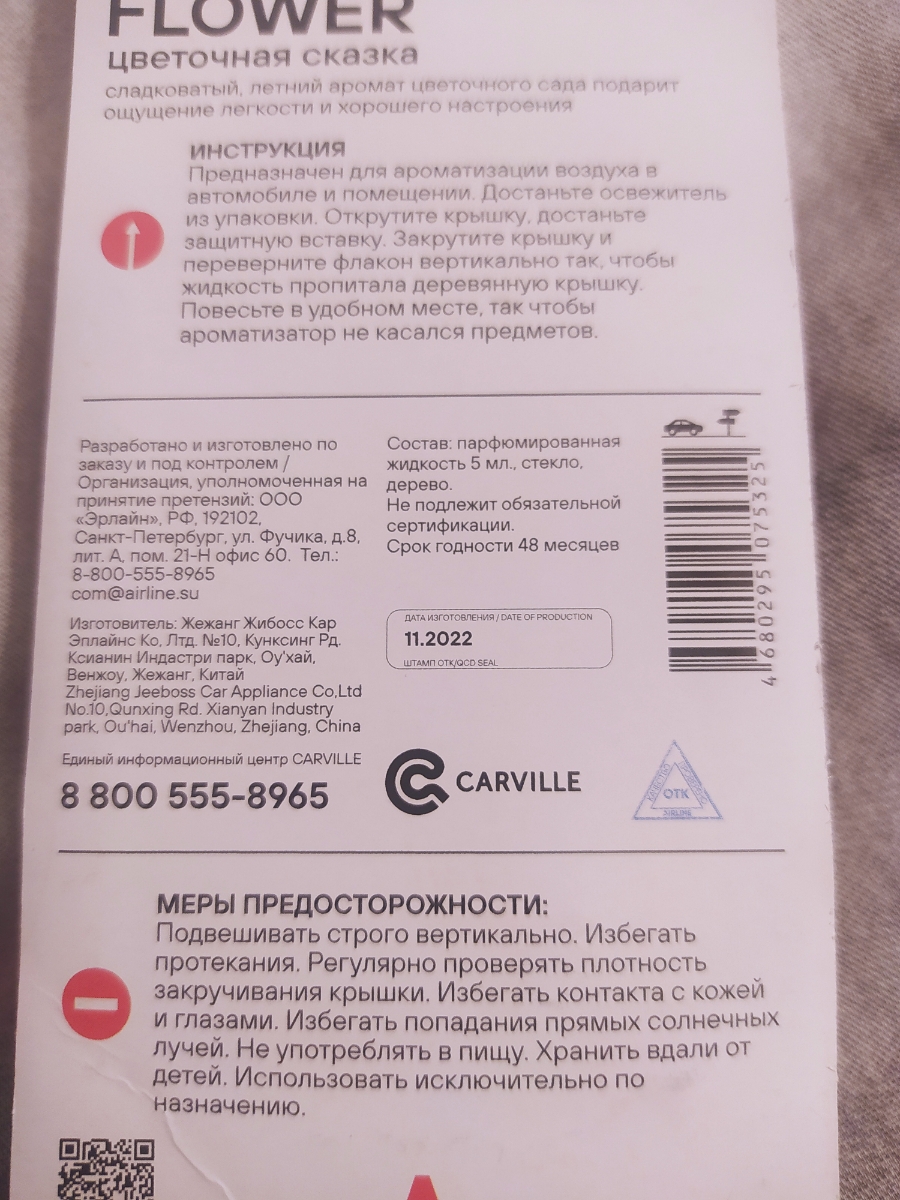 FLOWER
цветочная сказка
сладковатый, летний аромат цветочного сада подарит
ощущение легкости и хорошего настроения
ИНСТРУКЦИЯ
Предназначен для ароматизации воздуха в
автомобиле и помещении. Достаньте освежитель
из упаковки. Открутите крышку, достаньте
защитную вставку. Закрутите крышку и
переверните флакон вертикально так, чтобы
жидкость пропитала деревянную крышку.
Повесьте в удобном месте, так чтобы
ароматизатор не касался предметов.
Разработано и изготовлено по
заказу и под контролем /
Организация, уполномоченная на
принятие претензий: ООО
«Эрлайн», РФ, 192102,
Санкт-Петербург, ул. Фучика, д.8,
лит. А, пом. 21-Н офис 60. Тел.:
8-800-555-8965
com@airline.su
Изготовитель: Жежанг Жибосс Кар
Эплайнс Ко, Лтд. №10, Кунксинг Рд.
Ксианин Индастри парк, Оу'хай,
Венжоу, Жежанг, Китай
Zhejiang Jeeboss Car Appliance Co,Ltd
No.10,Qunxing Rd. Xianyan Industry
park, Ou'hai, Wenzhou, Zhejiang, China
Единый информационный центр CARVILLE
8 800 555-8965
Состав: парфюмированная
жидкость 5 мл., стекло,
дерево.
Не подлежит обязательной
сертификации.
Срок годности 48 месяцев
ДАТА ИЗГОТОВЛЕНИЯ / DATE OF PRODUCTION
11.2022
ШТАМП ОТК/QCD SEAL
CARVILLE
4 680295 075325
КАЧЕСТВО
ОТК
AIRLINE
МЕРЫ ПРЕДОСТОРОЖНОСТИ:
Подвешивать строго вертикально. Избегать
протекания. Регулярно проверять плотность
закручивания крышки. Избегать контакта с кожей
и глазами. Избегать попадания прямых солнечных
лучей. Не употреблять в пищу. Хранить вдали от
детей. Использовать исключительно по
назначению.